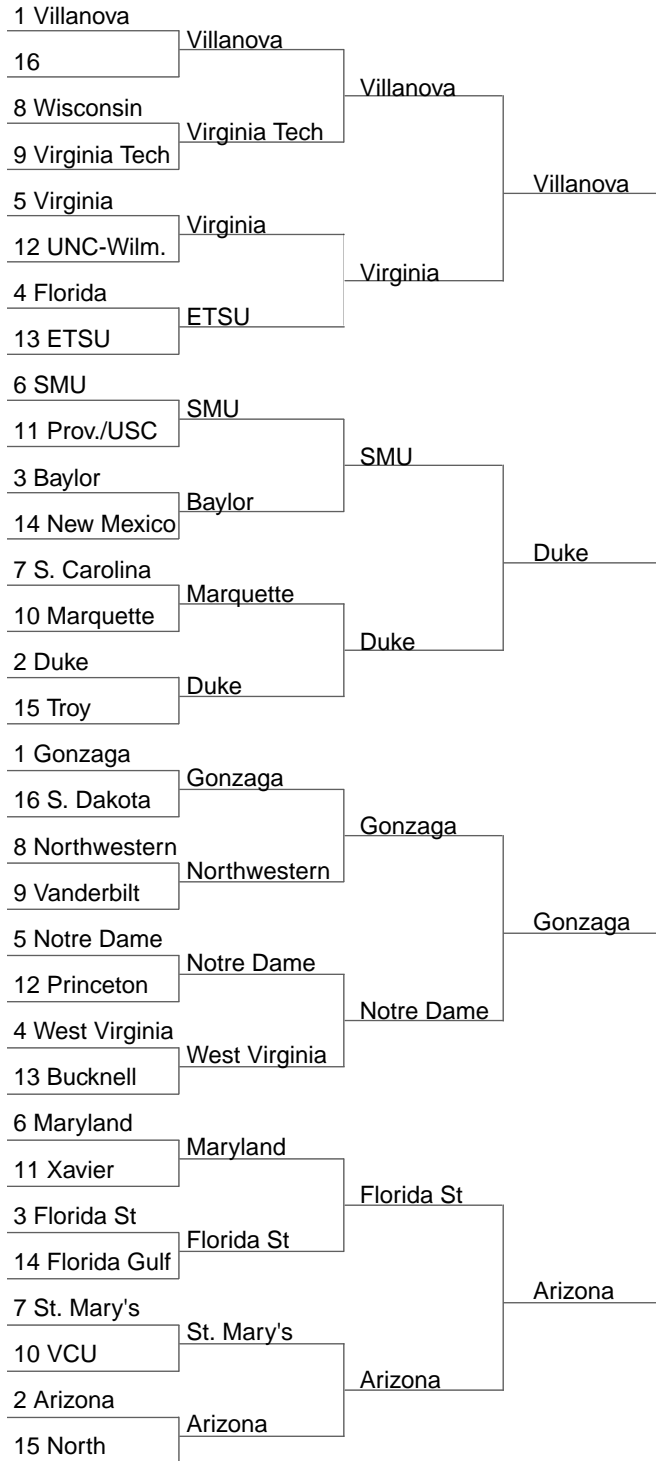 1 Villanova
16
8 Wisconsin
9 Virginia Tech
5 Virginia
12 UNC-Wilm.
4 Florida
13 ETSU
6 SMU
11 Prov./USC
3 Baylor
14 New Mexico
7 S. Carolina
10 Marquette
2 Duke
15 Troy
1 Gonzaga
16 S. Dakota
8 Northwestern
9 Vanderbilt
5 Notre Dame
12 Princeton
4 West Virginia
13 Bucknell
6 Maryland
11 Xavier
3 Florida St
14 Florida Gulf
7 St. Mary's
10 VCU
2 Arizona
15 North
Villanova
Virginia Tech
Virginia
ETSU
SMU
Baylor
Marquette
Duke
Gonzaga
Northwestern
Notre Dame
West Virginia
Maryland
Florida St
St. Mary's
Arizona
Villanova
Virginia
SMU
Duke
Gonzaga
Notre Dame
Florida St
Arizona
Villanova
Duke
Gonzaga
Arizona